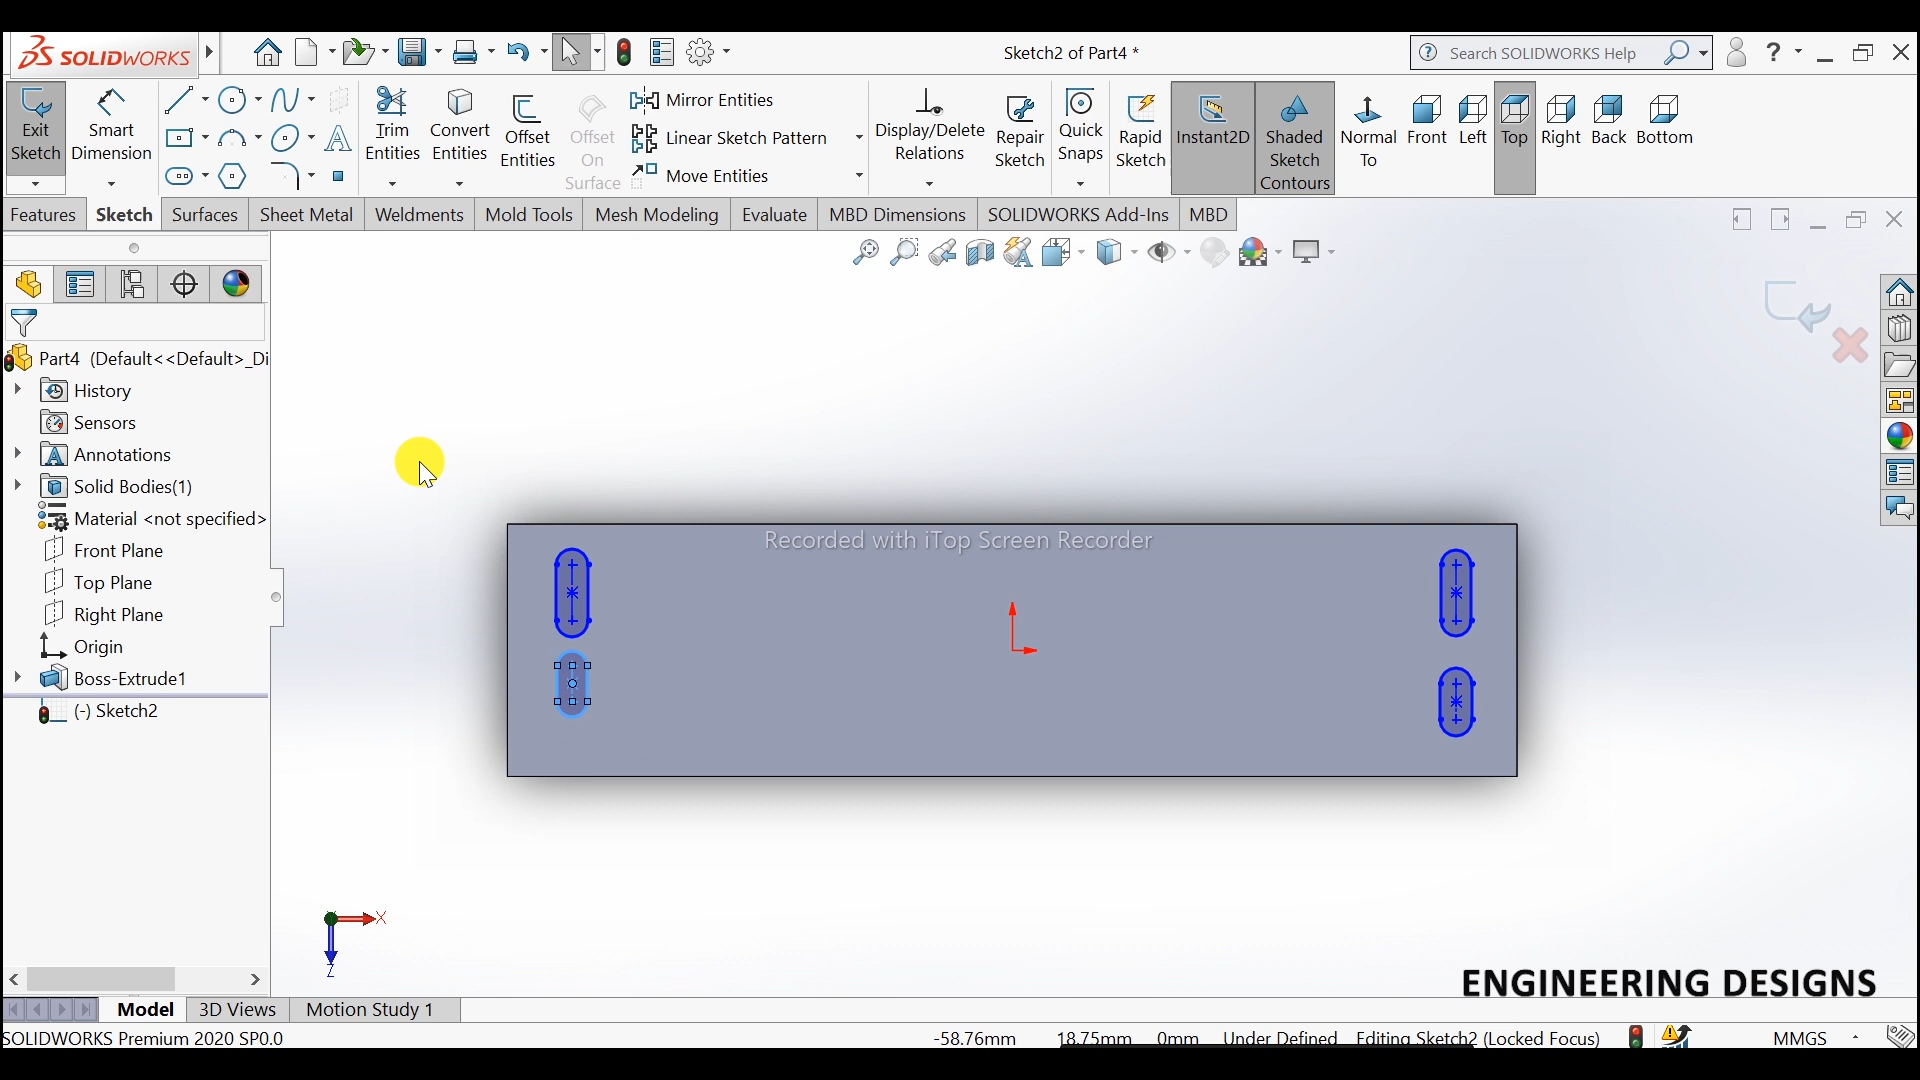 SOLIDWORKS
Sketch2 of Part4 *
Search SOLIDWORKS Help
Exit Sketch
Smart Dimension
Trim Entities
Convert Entities
Offset Entities
Offset On Surface
Mirror Entities
Linear Sketch Pattern
Move Entities
Display/Delete Relations
Repair Sketch
Quick Snaps
Rapid Sketch
Instant2D
Shaded Sketch Contours
Normal To
Front
Left
Top
Right
Back
Bottom
Features
Sketch
Surfaces
Sheet Metal
Weldments
Mold Tools
Mesh Modeling
Evaluate
MBD Dimensions
SOLIDWORKS Add-Ins
MBD
Part4 (Default<<Default>_Di
History
Sensors
Annotations
Solid Bodies(1)
Material <not specified>
Front Plane
Top Plane
Right Plane
Origin
Boss-Extrude1
(-) Sketch2
Recorded with iTop Screen Recorder
X
Z
ENGINEERING DESIGNS
Model
3D Views
Motion Study 1
SOLIDWORKS Premium 2020 SP0.0
-58.76mm
18.75mm
0mm
Under Defined
Editing Sketch2 (Locked Focus)
MMGS